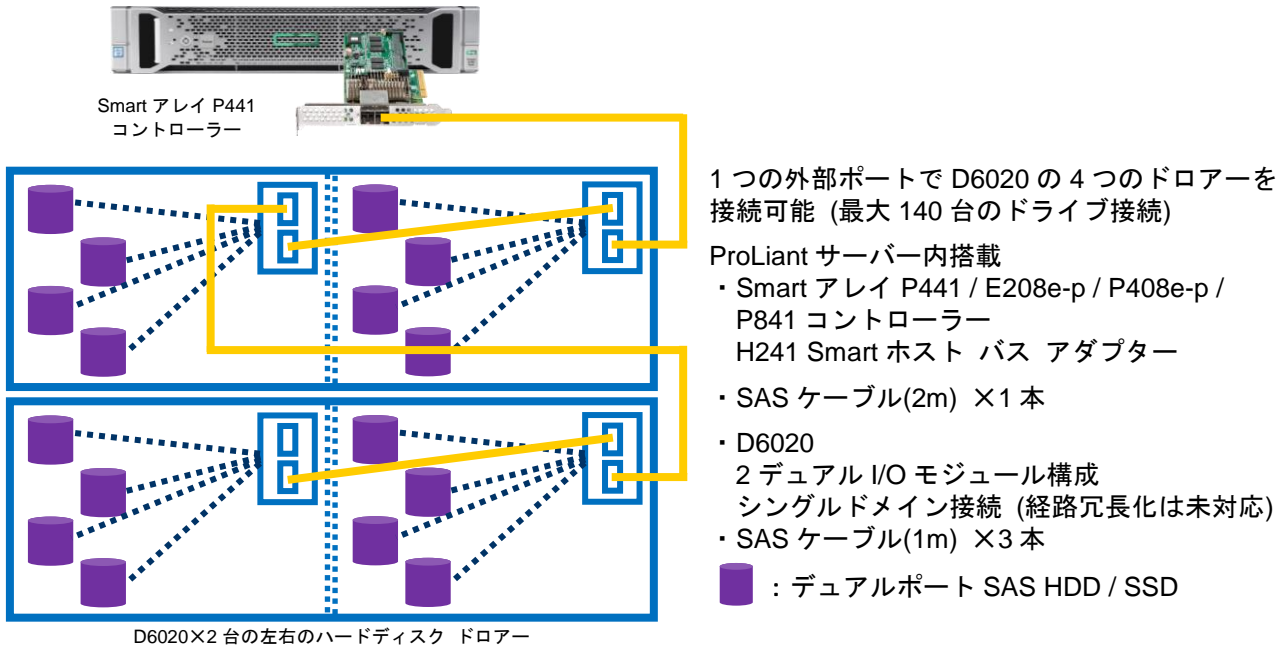 Smart アレイ P441
コントローラー
1 つの外部ポートで D6020 の 4 つのドロアーを
接続可能 (最大 140 台のドライブ接続)
ProLiant サーバー内搭載
・Smart アレイ P441 / E208e-p / P408e-p /
P841 コントローラー
H241 Smart ホスト バス アダプター
・SAS ケーブル(2m) ×1 本
・D6020
2 デュアル I/O モジュール構成
シングルドメイン接続 (経路冗長化は未対応)
・SAS ケーブル(1m) ×3 本
：デュアルポート SAS HDD / SSD
D6020×2 台の左右のハードディスク ドロアー